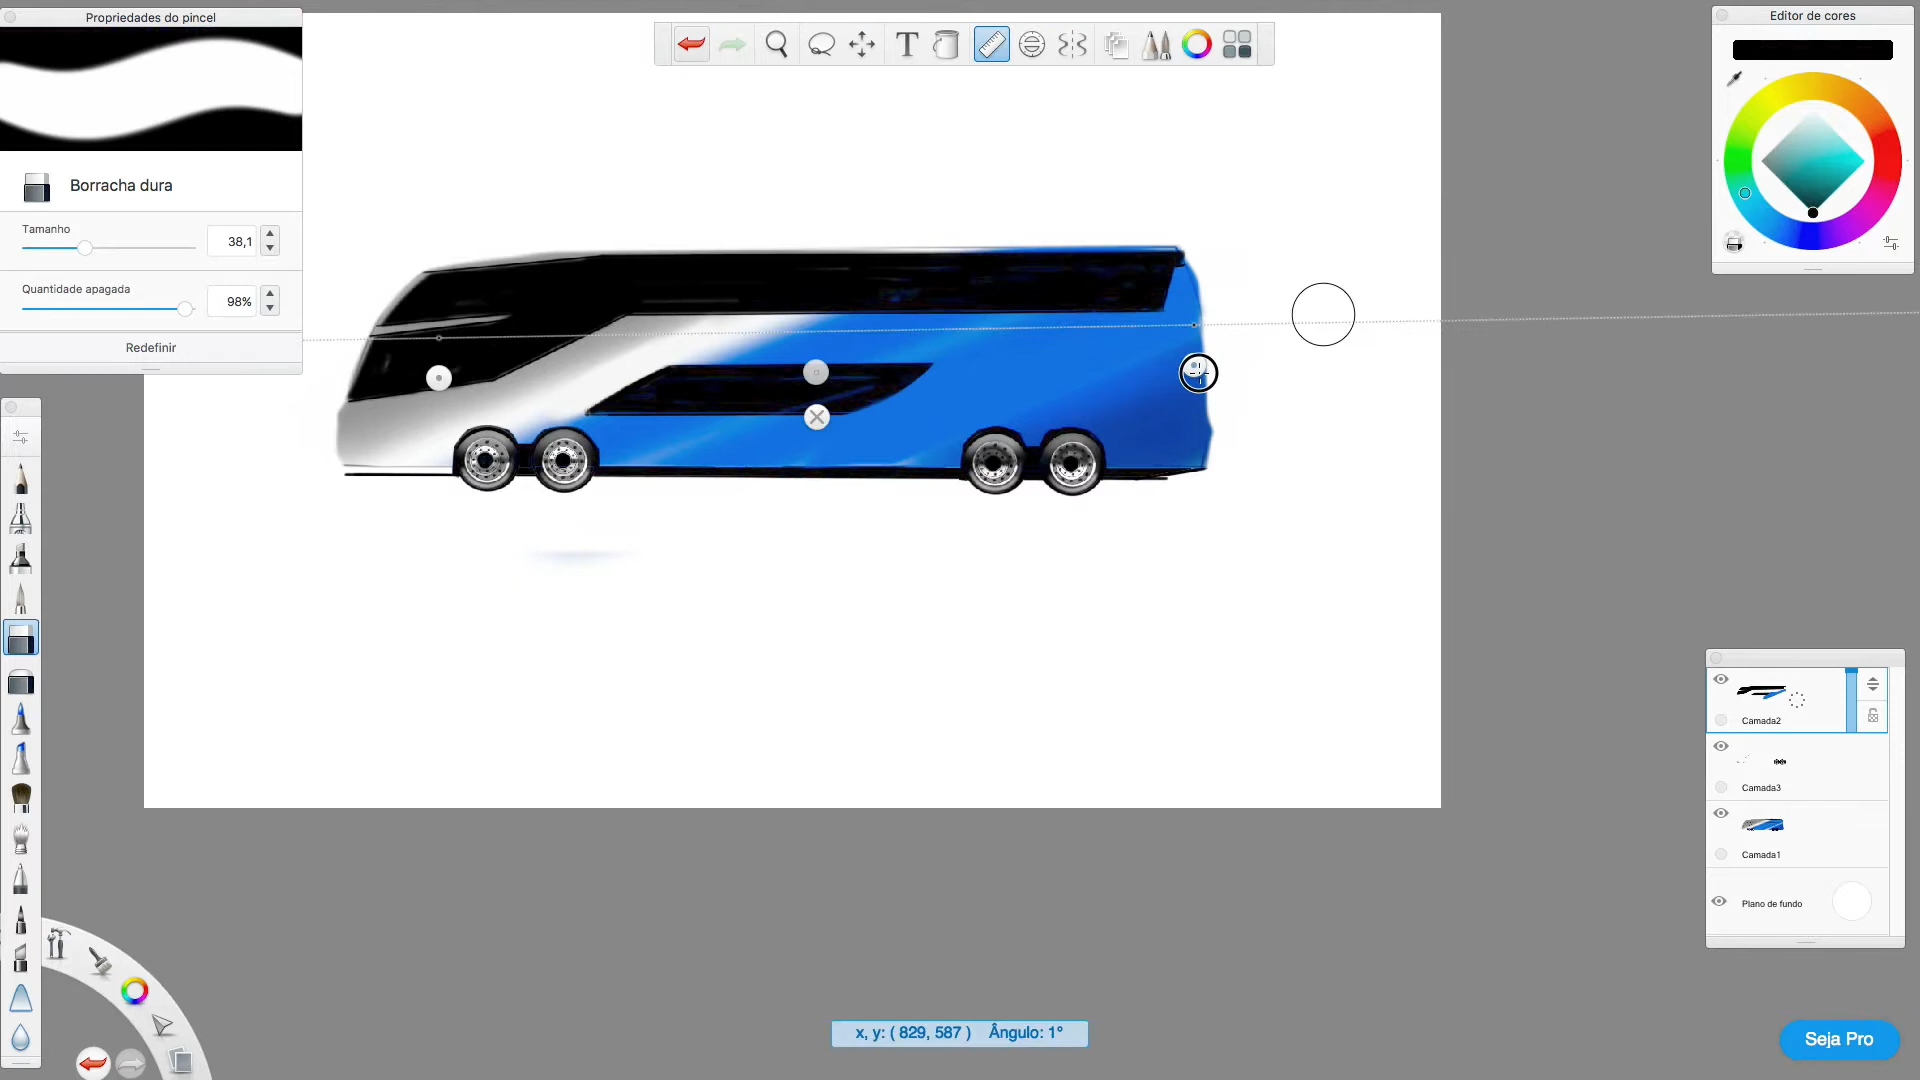 Propriedades do pincel
Borracha dura
Tamanho
38,1
Quantidade apagada
98%
Redefinir
T
Editor de cores
Camada2
Camada3
Camada1
Plano de fundo
x, y: ( 829, 587 ) Ângulo: 1°
Seja Pro